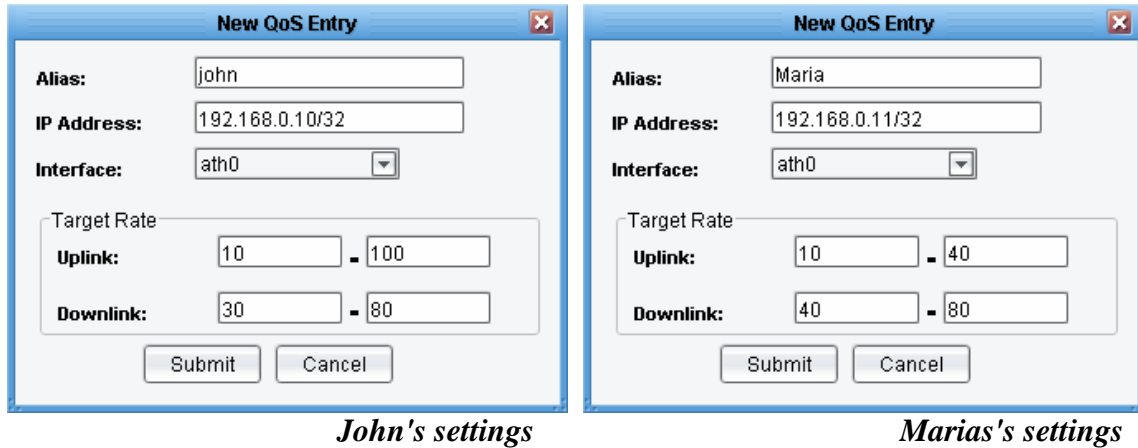 New QoS Entry
Alias: john
IP Address: 192.168.0.10/32
Interface: ath0
Target Rate
Uplink: 10 - 100
Downlink: 30 - 80
Submit Cancel
John's settings
New QoS Entry
Alias: Maria
IP Address: 192.168.0.11/32
Interface: ath0
Target Rate
Uplink: 10 - 40
Downlink: 40 - 80
Submit Cancel
Marias's settings